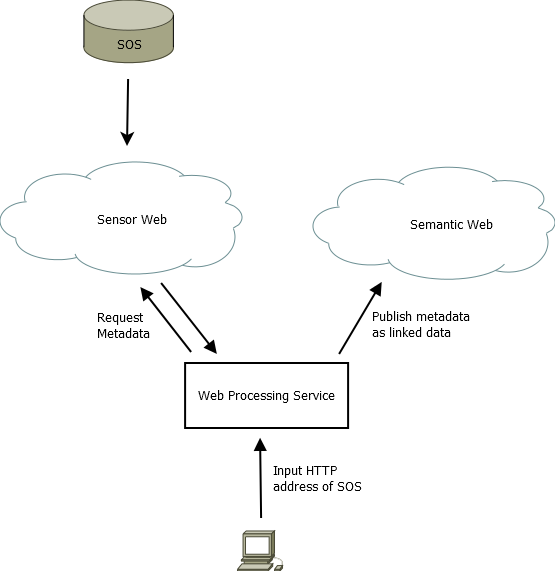 SOS
Sensor Web
Semantic Web
Request
Metadata
Publish metadata
as linked data
Web Processing Service
Input HTTP
address of SOS